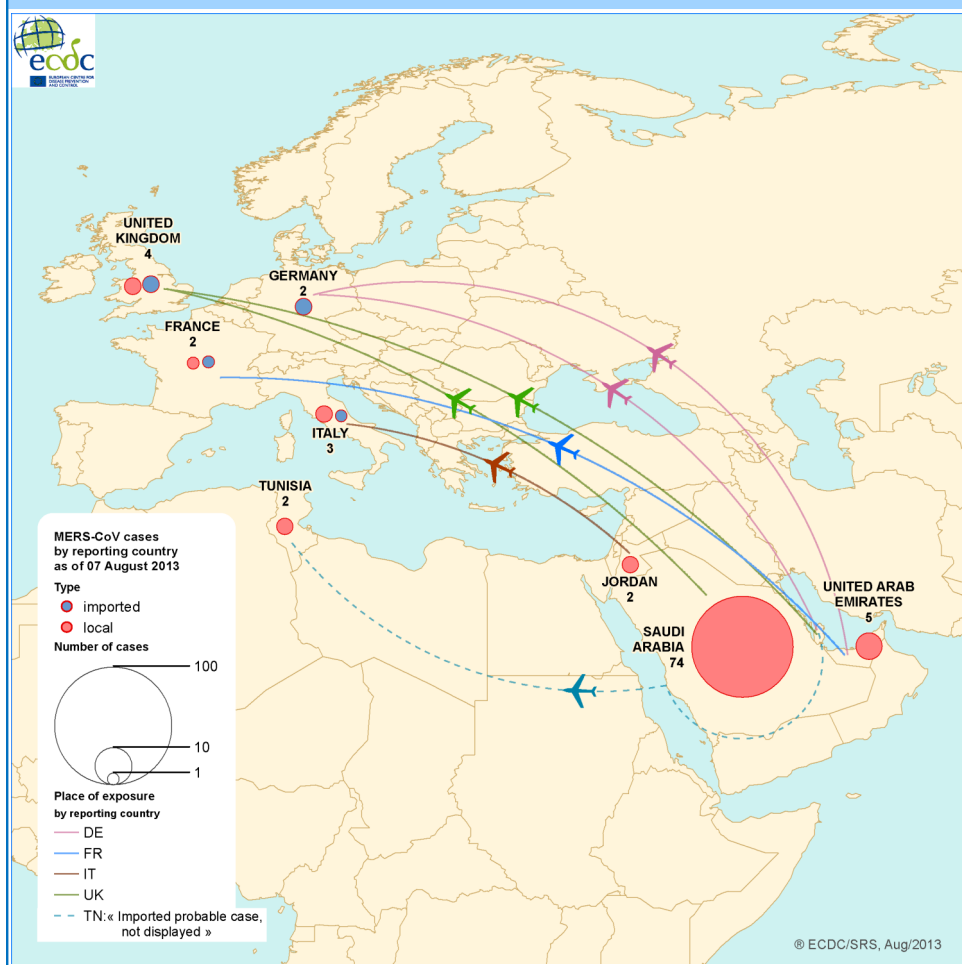 ecdc
EUROPEAN CENTRE FOR
DISEASE PREVENTION
AND CONTROL
UNITED
KINGDOM
4
GERMANY
2
FRANCE
2
ITALY
3
TUNISIA
2
JORDAN
2
UNITED ARAB
EMIRATES
5
SAUDI
ARABIA
74
MERS-CoV cases
by reporting country
as of 07 August 2013
Type
imported
local
Number of cases
100
10
1
Place of exposure
by reporting country
DE
FR
IT
UK
TN:« Imported probable case,
not displayed »
® ECDC/SRS, Aug/2013